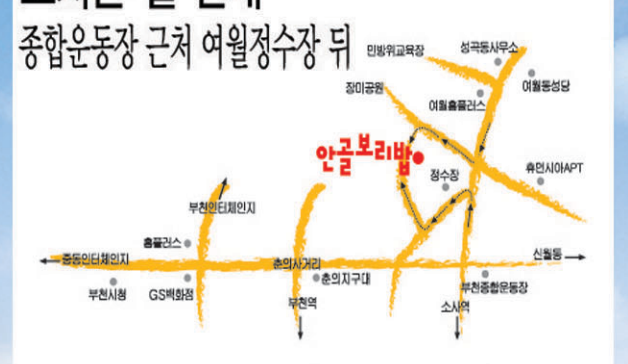 종합운동장 근처 여월정수장 뒤
민방위교육장
성곡동사무소
장미공원
여월동성당
여월홈플러스
안골보리밥
휴먼시아APT
정수장
부천인터체인지
홈플러스
중동인터체인지
춘의사거리
신월동
춘의지구대
부천시청
GS백화점
부천역
부천종합운동장
소사역